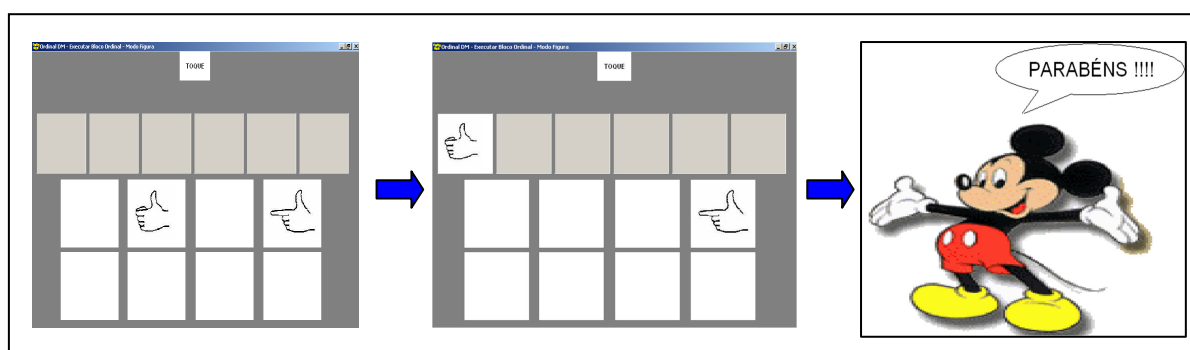 Ordinal DM - Executar Bloco Ordinal - Modo Figura
TOQUE
Ordinal DM - Executar Bloco Ordinal - Modo Figura
TOQUE
PARABÉNS !!!!